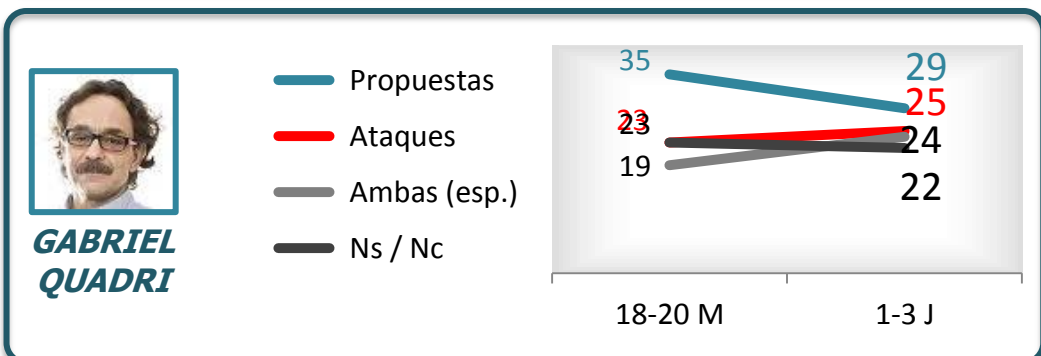 GABRIEL
QUADRI
Propuestas
Ataques
Ambas (esp.)
Ns / Nc
35
23
23
19
29
25
24
22
18-20 M
1-3 J